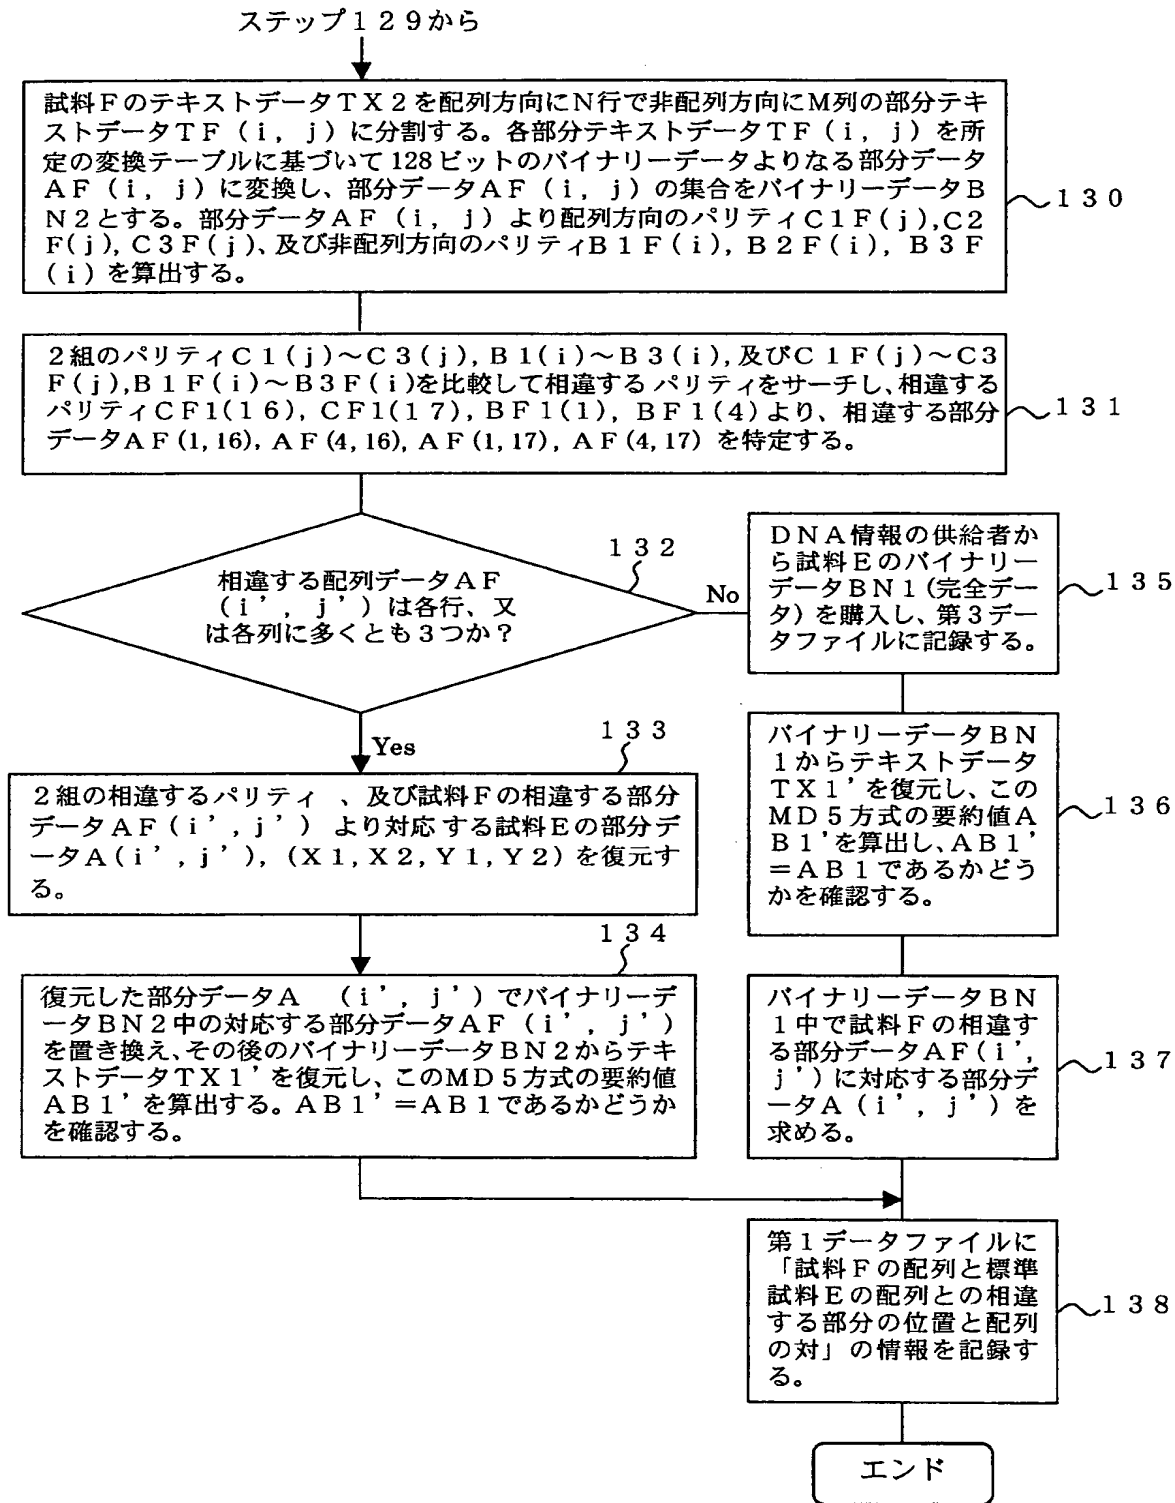 ステップ１２９から
試料ＦのテキストデータＴＸ２を配列方向にＮ行で非配列方向にＭ列の部分テキ
ストデータＴＦ（ｉ，ｊ）に分割する。各部分テキストデータＴＦ（ｉ，ｊ）を所
定の変換テーブルに基づいて128ビットのバイナリーデータよりなる部分データ
ＡＦ（ｉ，ｊ）に変換し、部分データＡＦ（ｉ，ｊ）の集合をバイナリーデータＢ
Ｎ２とする。部分データＡＦ（ｉ，ｊ）より配列方向のパリティＣ１Ｆ(ｊ),Ｃ２
Ｆ(ｊ),Ｃ３Ｆ(ｊ)、及び非配列方向のパリティＢ１Ｆ(ｉ),Ｂ２Ｆ(ｉ),Ｂ３Ｆ
(ｉ)を算出する。
１３０
２組のパリティＣ１(ｊ)～Ｃ３(ｊ),Ｂ１(ｉ)～Ｂ３(ｉ),及びＣ１Ｆ(ｊ)～Ｃ３
Ｆ(ｊ),Ｂ１Ｆ(ｉ)～Ｂ３Ｆ(ｉ)を比較して相違するパリティをサーチし、相違する
パリティＣＦ１(１６),ＣＦ１(１７),ＢＦ１(１),ＢＦ１(４)より、相違する部分
データＡＦ(1,16),ＡＦ(4,16),ＡＦ(1,17),ＡＦ(4,17)を特定する。
１３１
１３２
相違する配列データＡＦ
（ｉ’，ｊ’）は各行、又
は各列に多くとも３つか？
No
Yes
ＤＮＡ情報の供給者か
ら試料Ｅのバイナリー
データＢＮ１(完全デー
タ)を購入し、第３デー
タファイルに記録する。
１３５
１３３
２組の相違するパリティ　、及び試料Ｆの相違する部分
データＡＦ(ｉ’,ｊ’) より対応する試料Ｅの部分デ
ータＡ(ｉ’,ｊ’),（Ｘ１,Ｘ２,Ｙ１,Ｙ２）を復元す
る。
バイナリーデータＢＮ
１からテキストデータ
ＴＸ１’を復元し、この
ＭＤ５方式の要約値Ａ
Ｂ１’を算出し、ＡＢ１’
＝ＡＢ１であるかどう
かを確認する。
１３６
１３４
復元した部分データＡ　（ｉ’，ｊ’）でバイナリーデ
ータＢＮ２中の対応する部分データＡＦ（ｉ’，ｊ’）
を置き換え、その後のバイナリーデータＢＮ２からテキ
ストデータＴＸ１’を復元し、このＭＤ５方式の要約値
ＡＢ１’を算出する。ＡＢ１’＝ＡＢ１であるかどうか
を確認する。
バイナリーデータＢＮ
１中で試料Ｆの相違す
る部分データＡＦ(ｉ’,
ｊ’)に対応する部分デ
ータＡ（ｉ’，ｊ’）を
求める。
１３７
第１データファイルに
「試料Ｆの配列と標準
試料Ｅの配列との相違
する部分の位置と配列
の対」の情報を記録す
る。
１３８
エンド